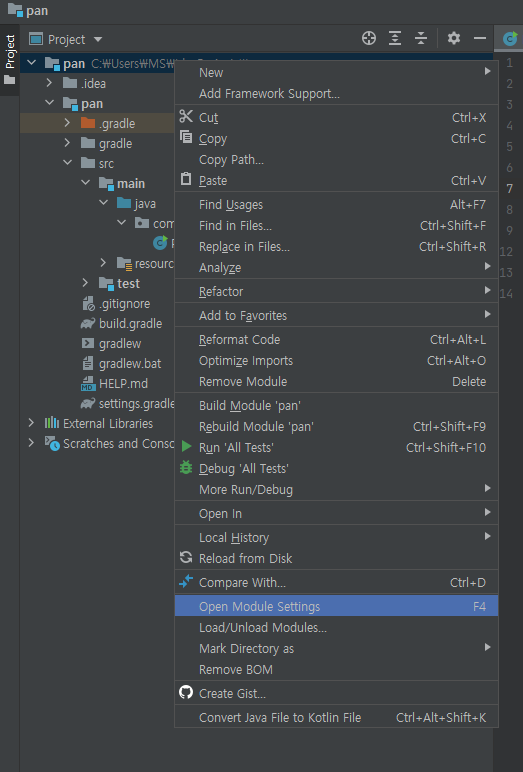 pan
Project
Project
pan C:₩Users₩MS₩
.idea
pan
.gradle
gradle
src
main
java
com
resource
test
.gitignore
build.gradle
gradlew
gradlew.bat
HELP.md
settings.gradle
External Libraries
Scratches and Conso
New
Add Framework Support...
Cut Ctrl+X
Copy Ctrl+C
Copy Path...
Paste Ctrl+V
Find Usages Alt+F7
Find in Files... Ctrl+Shift+F
Replace in Files... Ctrl+Shift+R
Analyze
Refactor
Add to Favorites
Reformat Code Ctrl+Alt+L
Optimize Imports Ctrl+Alt+O
Remove Module Delete
Build Module 'pan'
Rebuild Module 'pan' Ctrl+Shift+F9
Run 'All Tests' Ctrl+Shift+F10
Debug 'All Tests'
More Run/Debug
Open In
Local History
Reload from Disk
Compare With... Ctrl+D
Open Module Settings F4
Load/Unload Modules...
Mark Directory as
Remove BOM
Create Gist...
Convert Java File to Kotlin File Ctrl+Alt+Shift+K
1
2
3
4
5
6
7
8
9
12
13
14